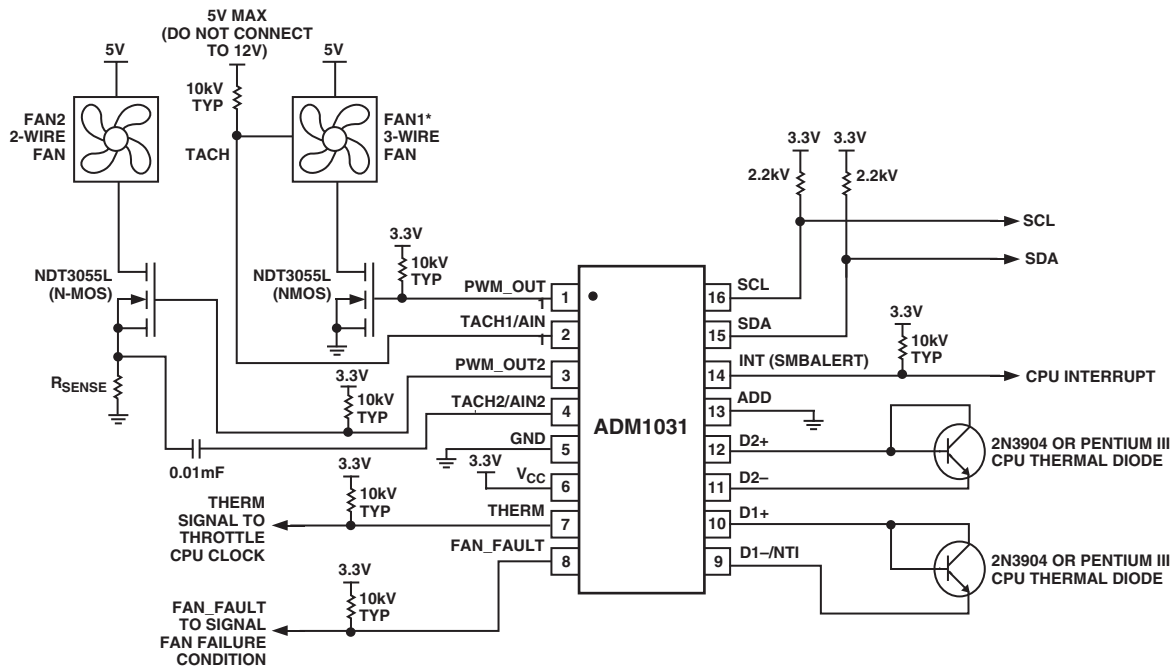 5V MAX
(DO NOT CONNECT
TO 12V)
5V
5V
10kV
TYP
FAN2
2-WIRE
FAN
TACH
FAN1*
3-WIRE
FAN
3.3V
3.3V
2.2kV
2.2kV
SCL
SDA
3.3V
10kV
TYP
NDT3055L
(N-MOS)
NDT3055L
(NMOS)
PWM_OUT
1
TACH1/AIN
2
PWM_OUT2
3
TACH2/AIN2
4
GND
5
3.3V
VCC
6
THERM
7
FAN_FAULT
8
ADM1031
SCL
16
SDA
15
INT (SMBALERT)
14
ADD
13
D2+
12
D2–
11
D1+
10
D1–/NTI
9
3.3V
10kV
TYP
CPU INTERRUPT
RSENSE
3.3V
10kV
TYP
0.01mF
2N3904 OR PENTIUM III
CPU THERMAL DIODE
3.3V
10kV
TYP
THERM
SIGNAL TO
THROTTLE
CPU CLOCK
2N3904 OR PENTIUM III
CPU THERMAL DIODE
3.3V
10kV
TYP
FAN_FAULT
TO SIGNAL
FAN FAILURE
CONDITION